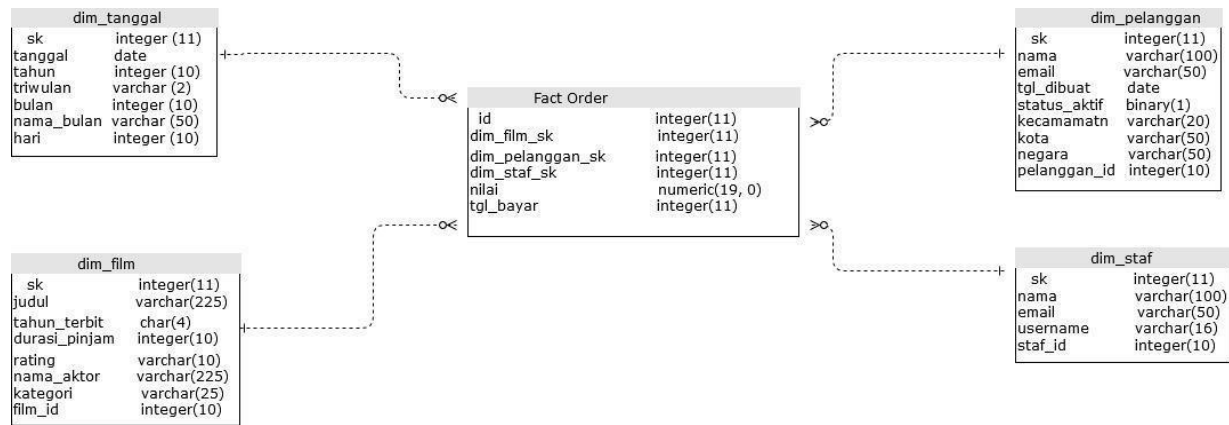 dim_tanggal
sk integer (11)
tanggal date
tahun integer (10)
triwulan varchar (2)
bulan integer (10)
nama_bulan varchar (50)
hari integer (10)
dim_film
sk integer(11)
judul varchar(225)
tahun_terbit char(4)
durasi_pinjam integer(10)
rating varchar(10)
nama_aktor varchar(225)
kategori varchar(25)
film_id integer(10)
Fact Order
id integer(11)
dim_film_sk integer(11)
dim_pelanggan_sk integer(11)
dim_staf_sk integer(11)
nilai numeric(19, 0)
tgl_bayar integer(11)
dim_pelanggan
sk integer(11)
nama varchar(100)
email varchar(50)
tgl_dibuat date
status_aktif binary(1)
kecamamatn varchar(20)
kota varchar(50)
negara varchar(50)
pelanggan_id integer(10)
dim_staf
sk integer(11)
nama varchar(100)
email varchar(50)
username varchar(16)
staf_id integer(10)